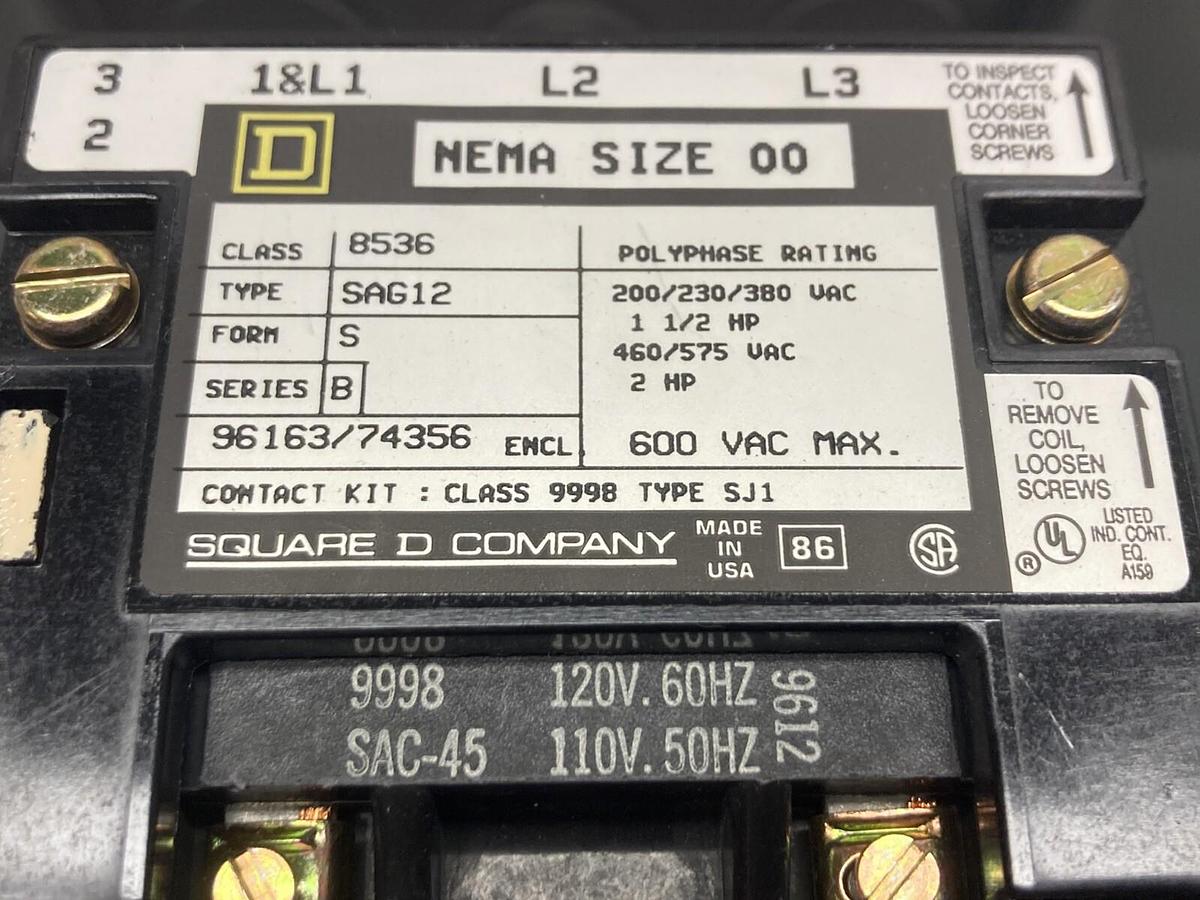 3 1&L1 L2 L3
2
TO INSPECT
CONTACTS,
LOOSEN
CORNER
SCREWS
D
NEMA SIZE 00
CLASS 8536
TYPE SAG12
FORM S
SERIES B
96163/74356 ENCL.
POLYPHASE RATING
200/230/380 VAC
1 1/2 HP
460/575 VAC
2 HP
600 VAC MAX.
CONTACT KIT : CLASS 9998 TYPE SJ1
SQUARE D COMPANY
MADE
IN
USA
86
SA
TO
REMOVE
COIL,
LOOSEN
SCREWS
UL
®
LISTED
IND. CONT.
EQ.
A159
9998 120V. 60HZ
SAC-45 110V. 50HZ
9612